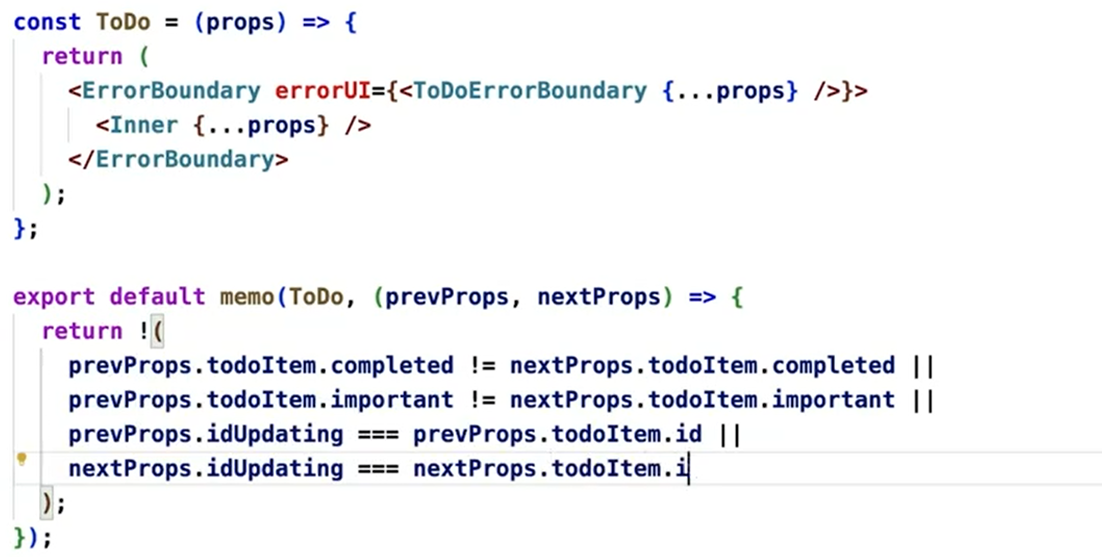 const ToDo = (props) => {
return (
<ErrorBoundary errorUI={<ToDoErrorBoundary {...props} />}>
<Inner {...props} />
</ErrorBoundary>
);
};
export default memo(ToDo, (prevProps, nextProps) => {
return !(
prevProps.todoItem.completed != nextProps.todoItem.completed ||
prevProps.todoItem.important != nextProps.todoItem.important ||
prevProps.idUpdating === prevProps.todoItem.id ||
nextProps.idUpdating === nextProps.todoItem.i
);
});